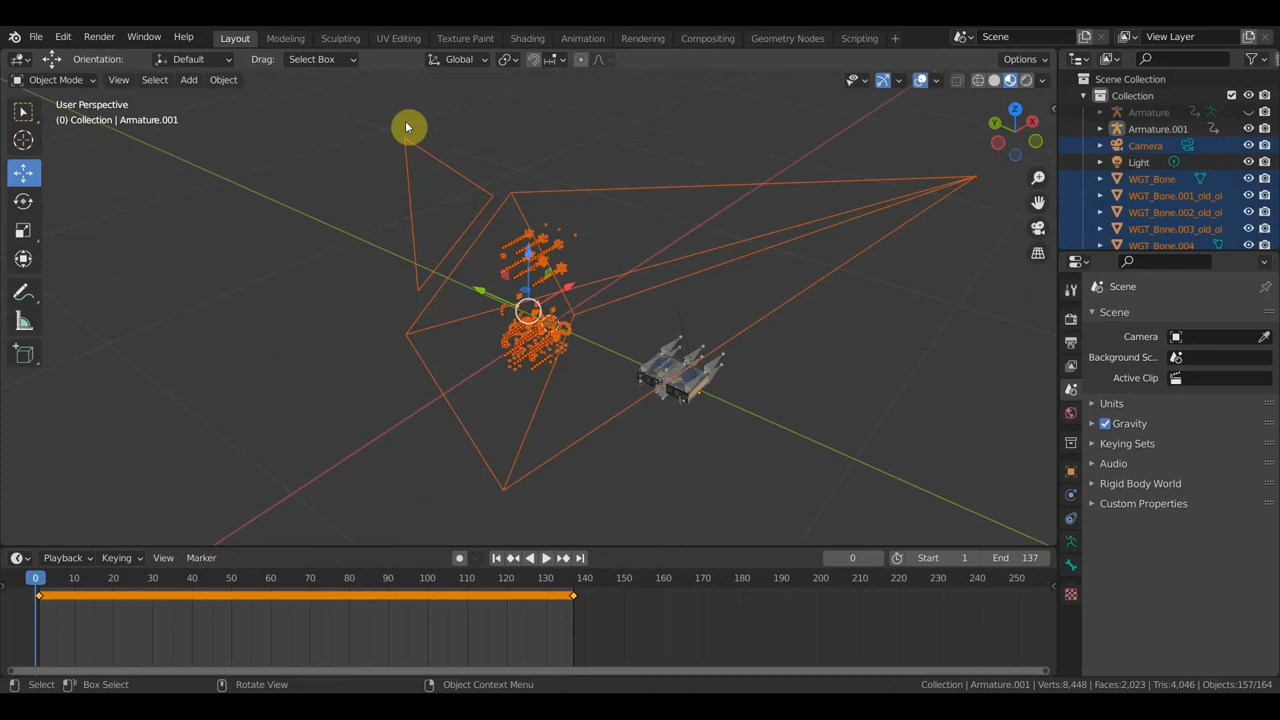 File Edit Render Window Help Layout Modeling Sculpting UV Editing Texture Paint Shading Animation Rendering Compositing Geometry Nodes Scripting + Scene View Layer
Orientation: Default Drag: Select Box Global Options
Object Mode View Select Add Object
User Perspective
(0) Collection | Armature.001
Z
Y
X
Scene Collection
Collection
Armature
Armature.001
Camera
Light
WGT_Bone
WGT_Bone.001_old_ol
WGT_Bone.002_old_ol
WGT_Bone.003_old_ol
WGT_Bone.004
Scene
Scene
Camera
Background Sc...
Active Clip
Units
Gravity
Keying Sets
Audio
Rigid Body World
Custom Properties
Playback Keying View Marker 0 Start 1 End 137
0 10 20 30 40 50 60 70 80 90 100 110 120 130 140 150 160 170 180 190 200 210 220 230 240 250
Select Box Select Rotate View Object Context Menu Collection | Armature.001 | Verts:8,448 | Faces:2,023 | Tris:4,046 | Objects:157/164